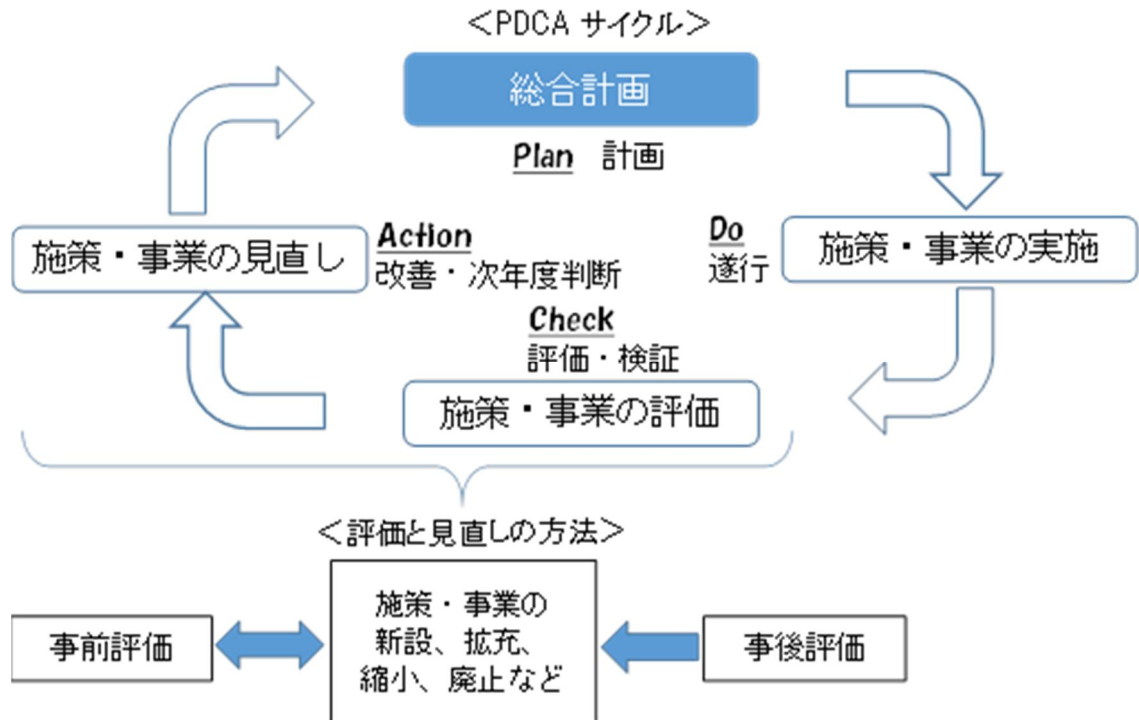 ＜PDCA サイクル＞
総合計画
Plan 計画
施策・事業の見直し
Action
改善・次年度判断
Do
遂行
施策・事業の実施
Check
評価・検証
施策・事業の評価
＜評価と見直しの方法＞
事前評価
施策・事業の
新設、拡充、
縮小、廃止など
事後評価